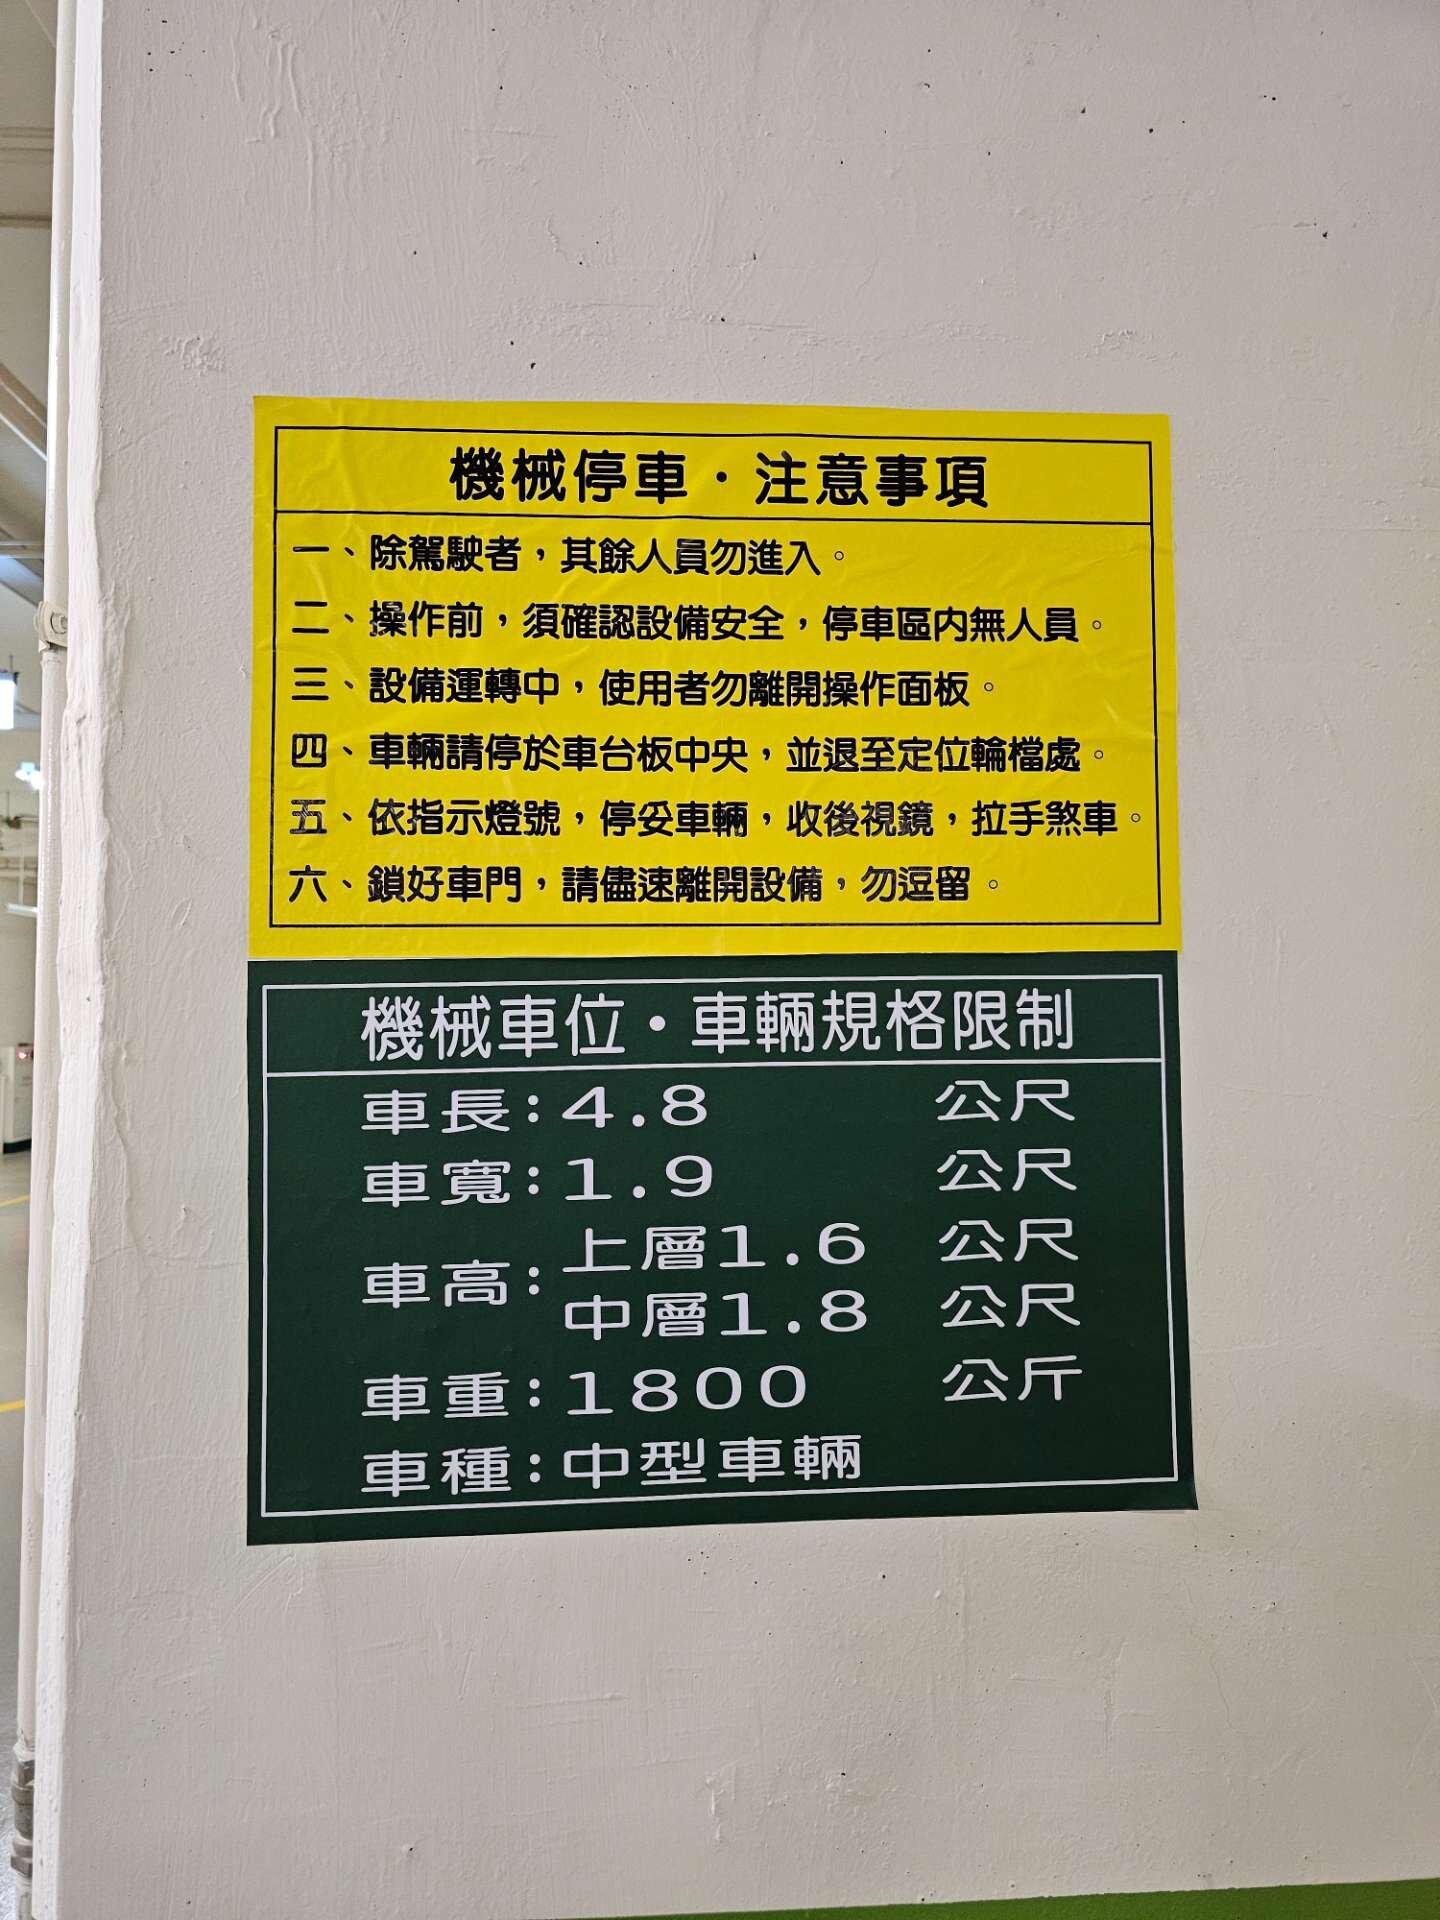 機械停車・注意事項
一、除駕駛者，其餘人員勿進入。
二、操作前，須確認設備安全，停車區內無人員。
三、設備運轉中，使用者勿離開操作面板。
四、車輛請停於車台板中央，並退至定位輪檔處。
五、依指示燈號，停妥車輛，收後視鏡，拉手煞車。
六、鎖好車門，請儘速離開設備，勿逗留。
機械車位・車輛規格限制
車長：4.8 公尺
車寬：1.9 公尺
車高：上層1.6 公尺
中層1.8 公尺
車重：1800 公斤
車種：中型車輛